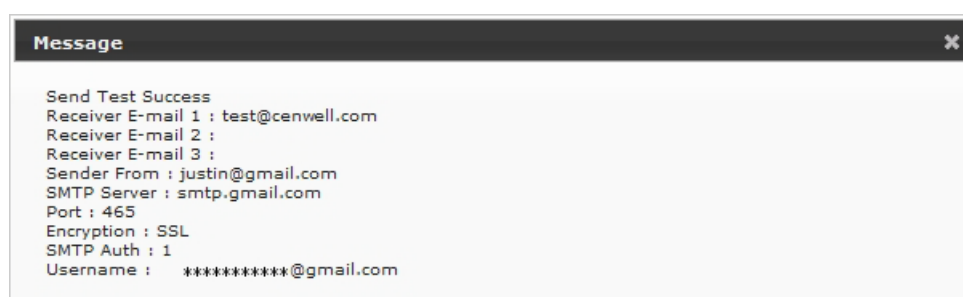 Message
Send Test Success
Receiver E-mail 1 : test@cenwell.com
Receiver E-mail 2 :
Receiver E-mail 3 :
Sender From : justin@gmail.com
SMTP Server : smtp.gmail.com
Port : 465
Encryption : SSL
SMTP Auth : 1
Username : ***********@gmail.com